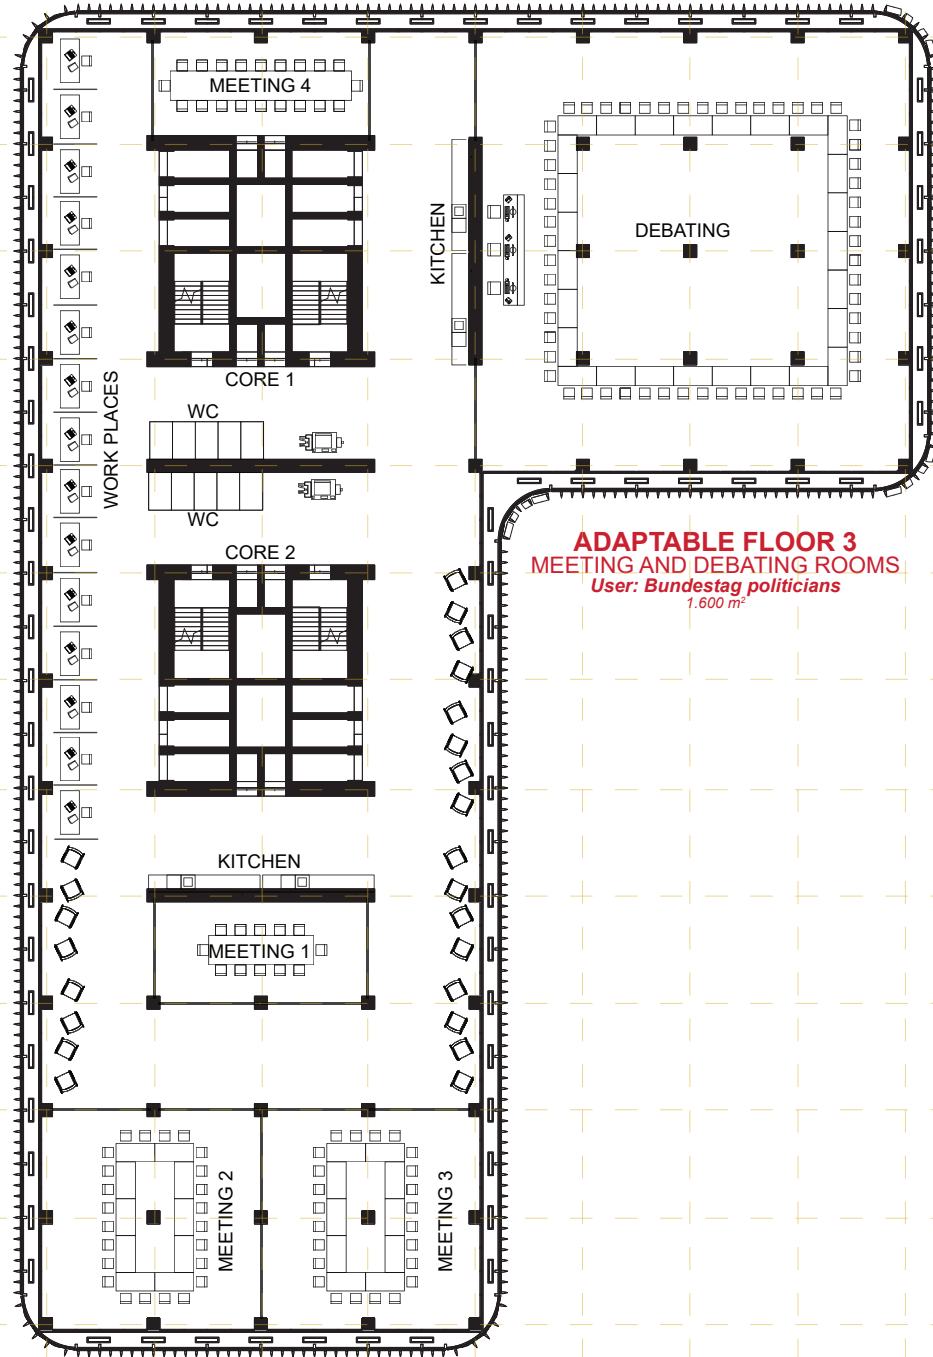 MEETING 4
KITCHEN
DEBATING
CORE 1
WORK PLACES
WC
WC
CORE 2
ADAPTABLE FLOOR 3
MEETING AND DEBATING ROOMS
User: Bundestag politicians
1.600 m²
KITCHEN
MEETING 1
MEETING 2
MEETING 3